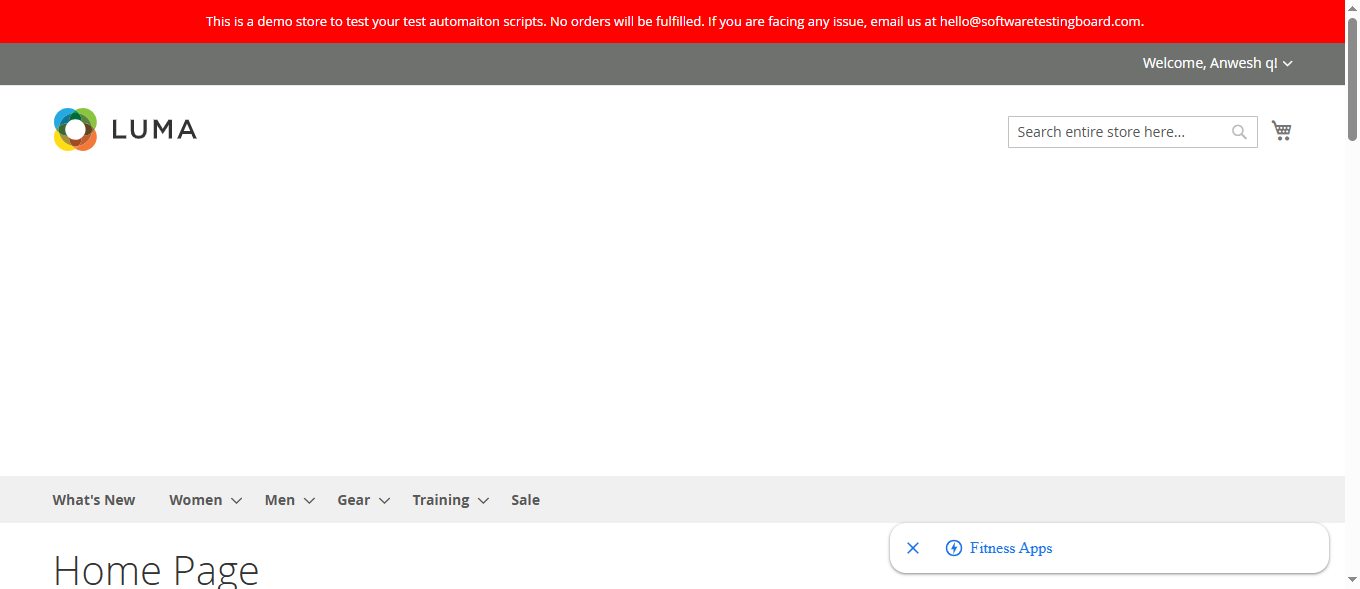 This is a demo store to test your test automaiton scripts. No orders will be fulfilled. If you are facing any issue, email us at hello@softwaretestingboard.com.
Welcome, Anwesh q!
LUMA
Search entire store here...
What's New Women Men Gear Training Sale
Home Page
Fitness Apps